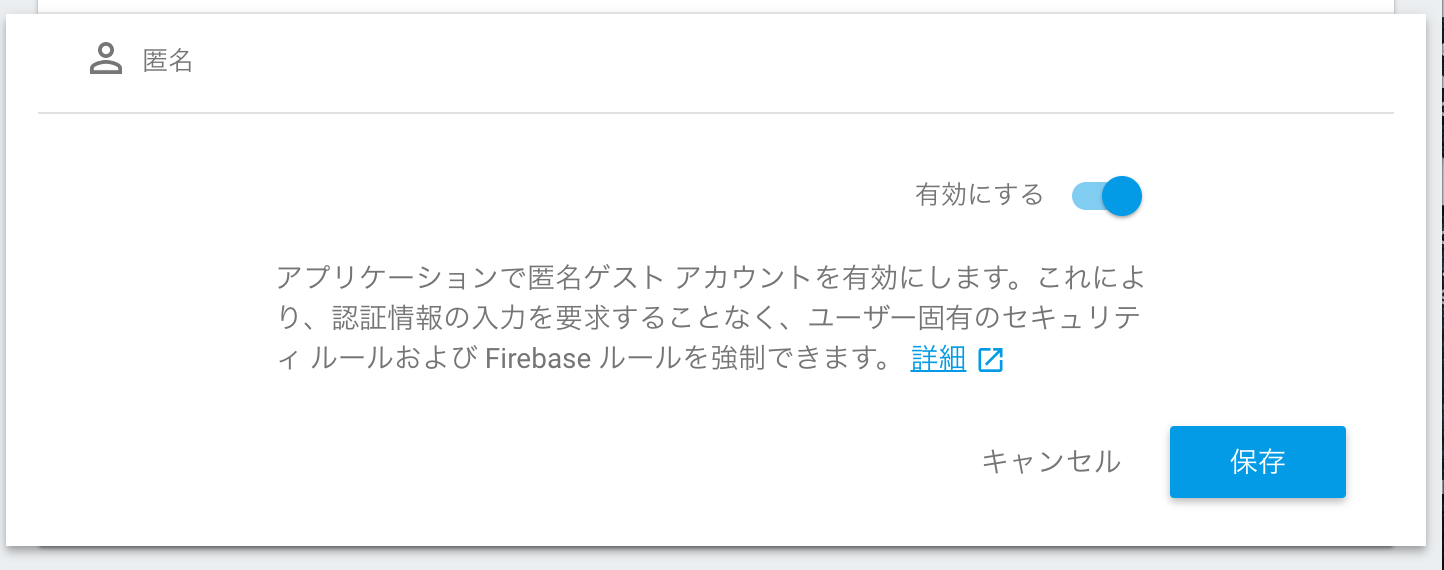 匿名
有効にする
アプリケーションで匿名ゲスト アカウントを有効にします。これによ
り、認証情報の入力を要求することなく、ユーザー固有のセキュリテ
ィ ルールおよび Firebase ルールを強制できます。 詳細
キャンセル
保存